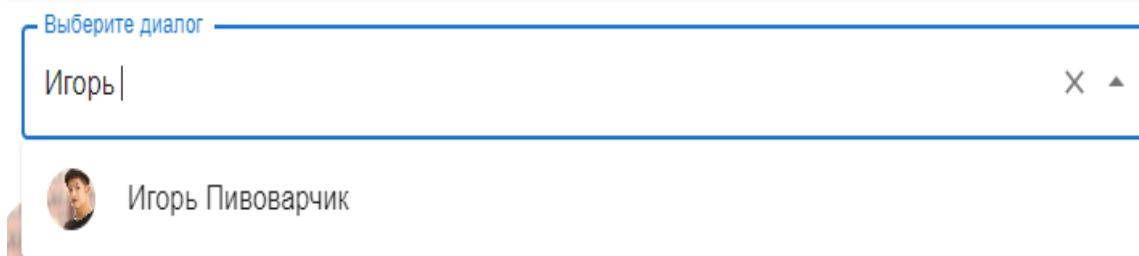 Выберите диалог
Игорь
Игорь Пивоварчик